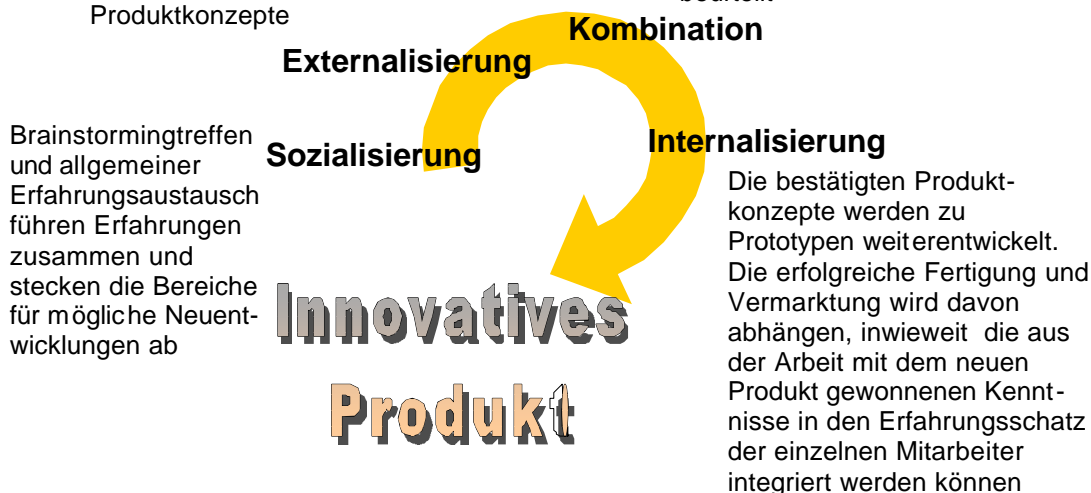 Produktkonzepte
Kombination
Externalisierung
Brainstormingtreffen
und allgemeiner
Erfahrungsaustausch
führen Erfahrungen
zusammen und
stecken die Bereiche
für mögliche Neuent-
wicklungen ab
Sozialisierung
Internalisierung
Die bestätigten Produkt-
konzepte werden zu
Prototypen weiterentwickelt.
Die erfolgreiche Fertigung und
Vermarktung wird davon
abhängen, inwieweit die aus
der Arbeit mit dem neuen
Produkt gewonnenen Kennt-
nisse in den Erfahrungsschatz
der einzelnen Mitarbeiter
integriert werden können
Innovatives
Produkt